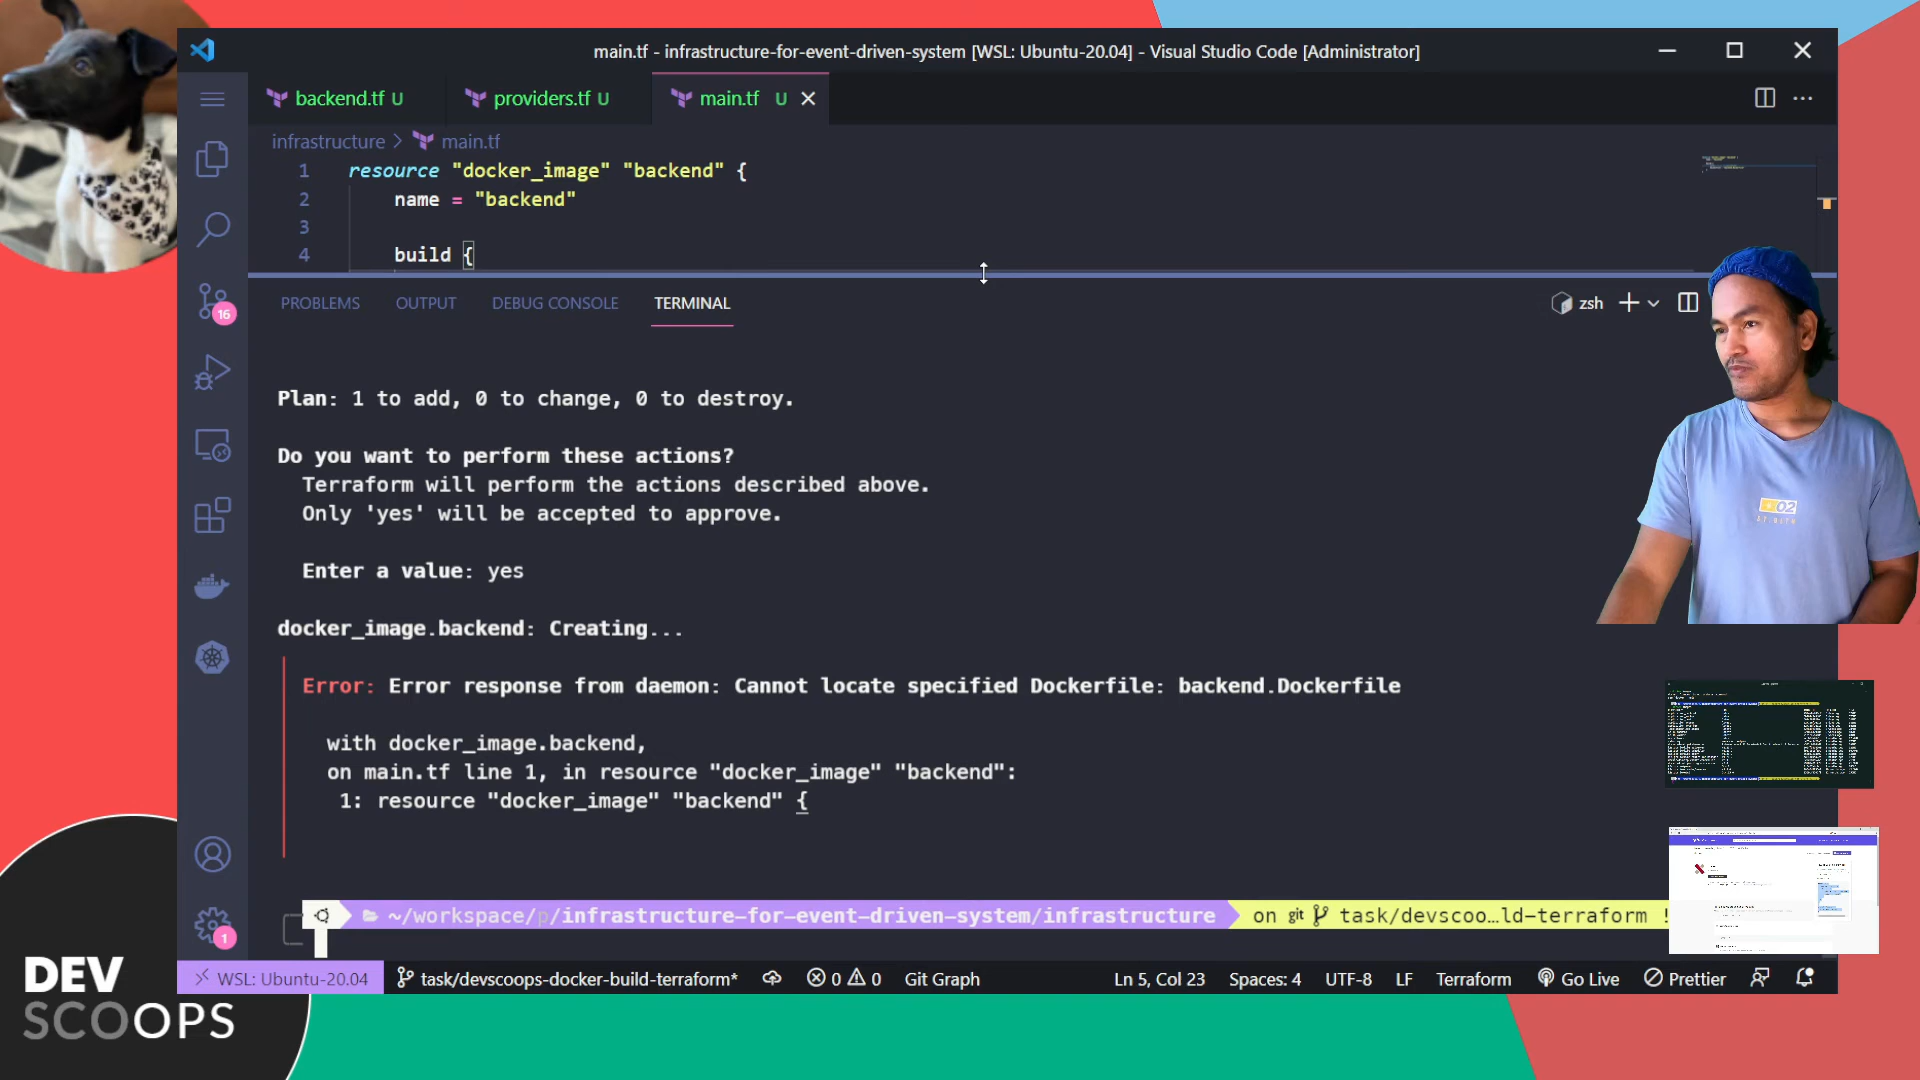 main.tf - infrastructure-for-event-driven-system [WSL: Ubuntu-20.04] - Visual Studio Code [Administrator]
backend.tf U
providers.tf U
main.tf U
infrastructure > main.tf
1 resource "docker_image" "backend" {
2 name = "backend"
3
4 build {
16
PROBLEMS OUTPUT DEBUG CONSOLE TERMINAL
zsh
Plan: 1 to add, 0 to change, 0 to destroy.
Do you want to perform these actions?
Terraform will perform the actions described above.
Only 'yes' will be accepted to approve.
Enter a value: yes
docker_image.backend: Creating...
Error: Error response from daemon: Cannot locate specified Dockerfile: backend.Dockerfile
with docker_image.backend,
on main.tf line 1, in resource "docker_image" "backend":
1: resource "docker_image" "backend" {
~/workspace/p/infrastructure-for-event-driven-system/infrastructure on git task/devscoo…ld-terraform !
1
WSL: Ubuntu-20.04 task/devscoops-docker-build-terraform* 0 0 Git Graph Ln 5, Col 23 Spaces: 4 UTF-8 LF Terraform Go Live Prettier
DEV
SCOOPS